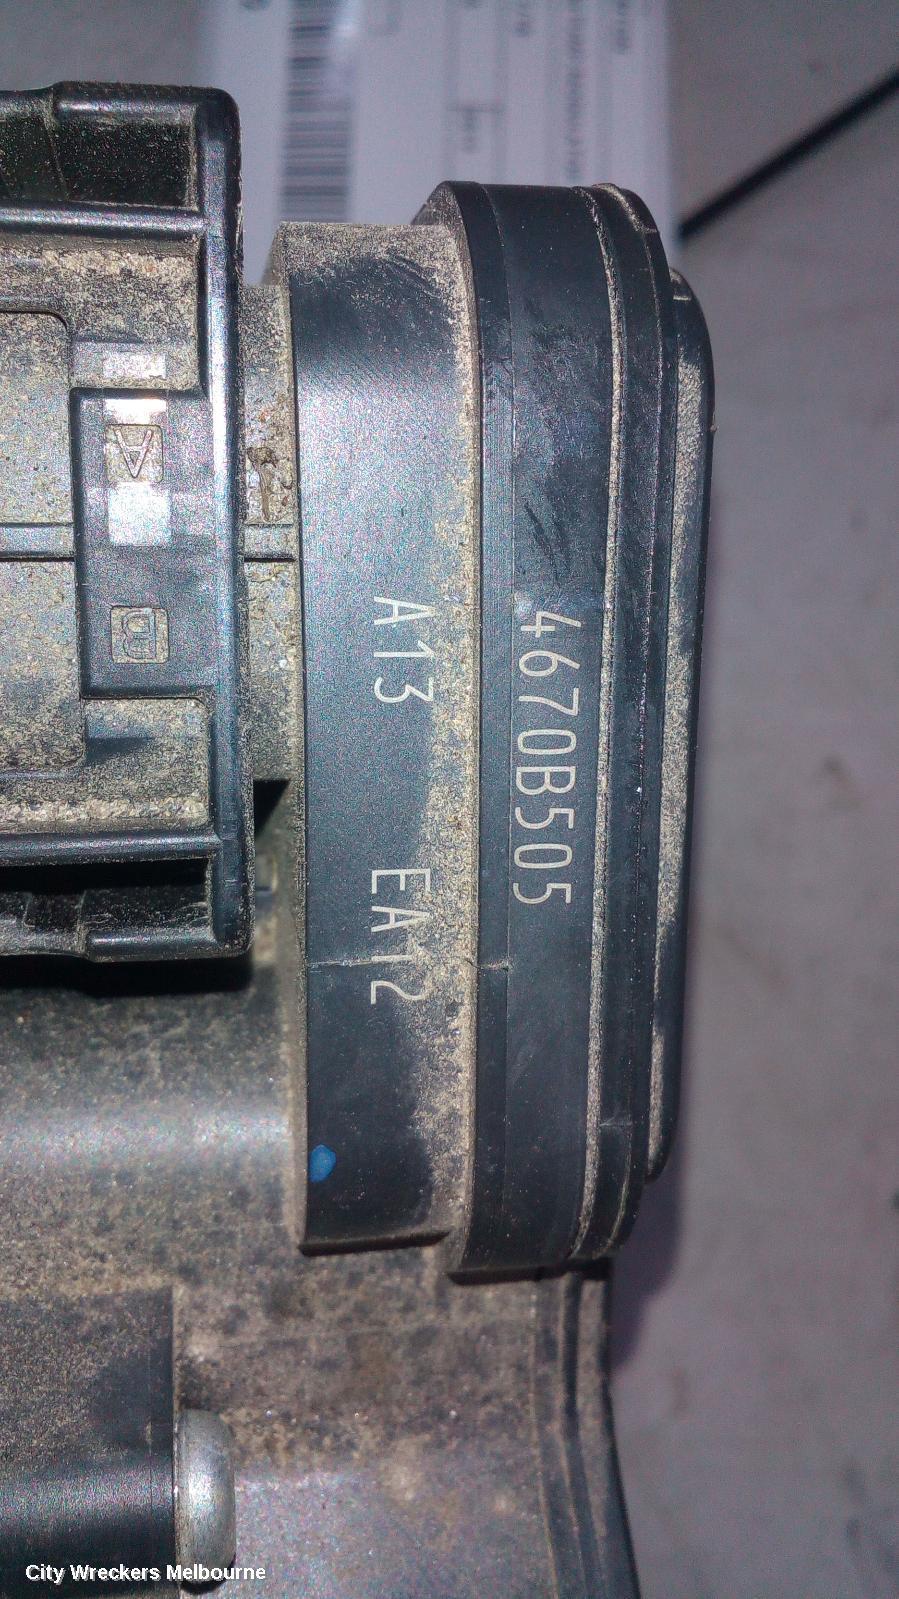 4670B505
A13 EA12
A
B
City Wreckers Melbourne